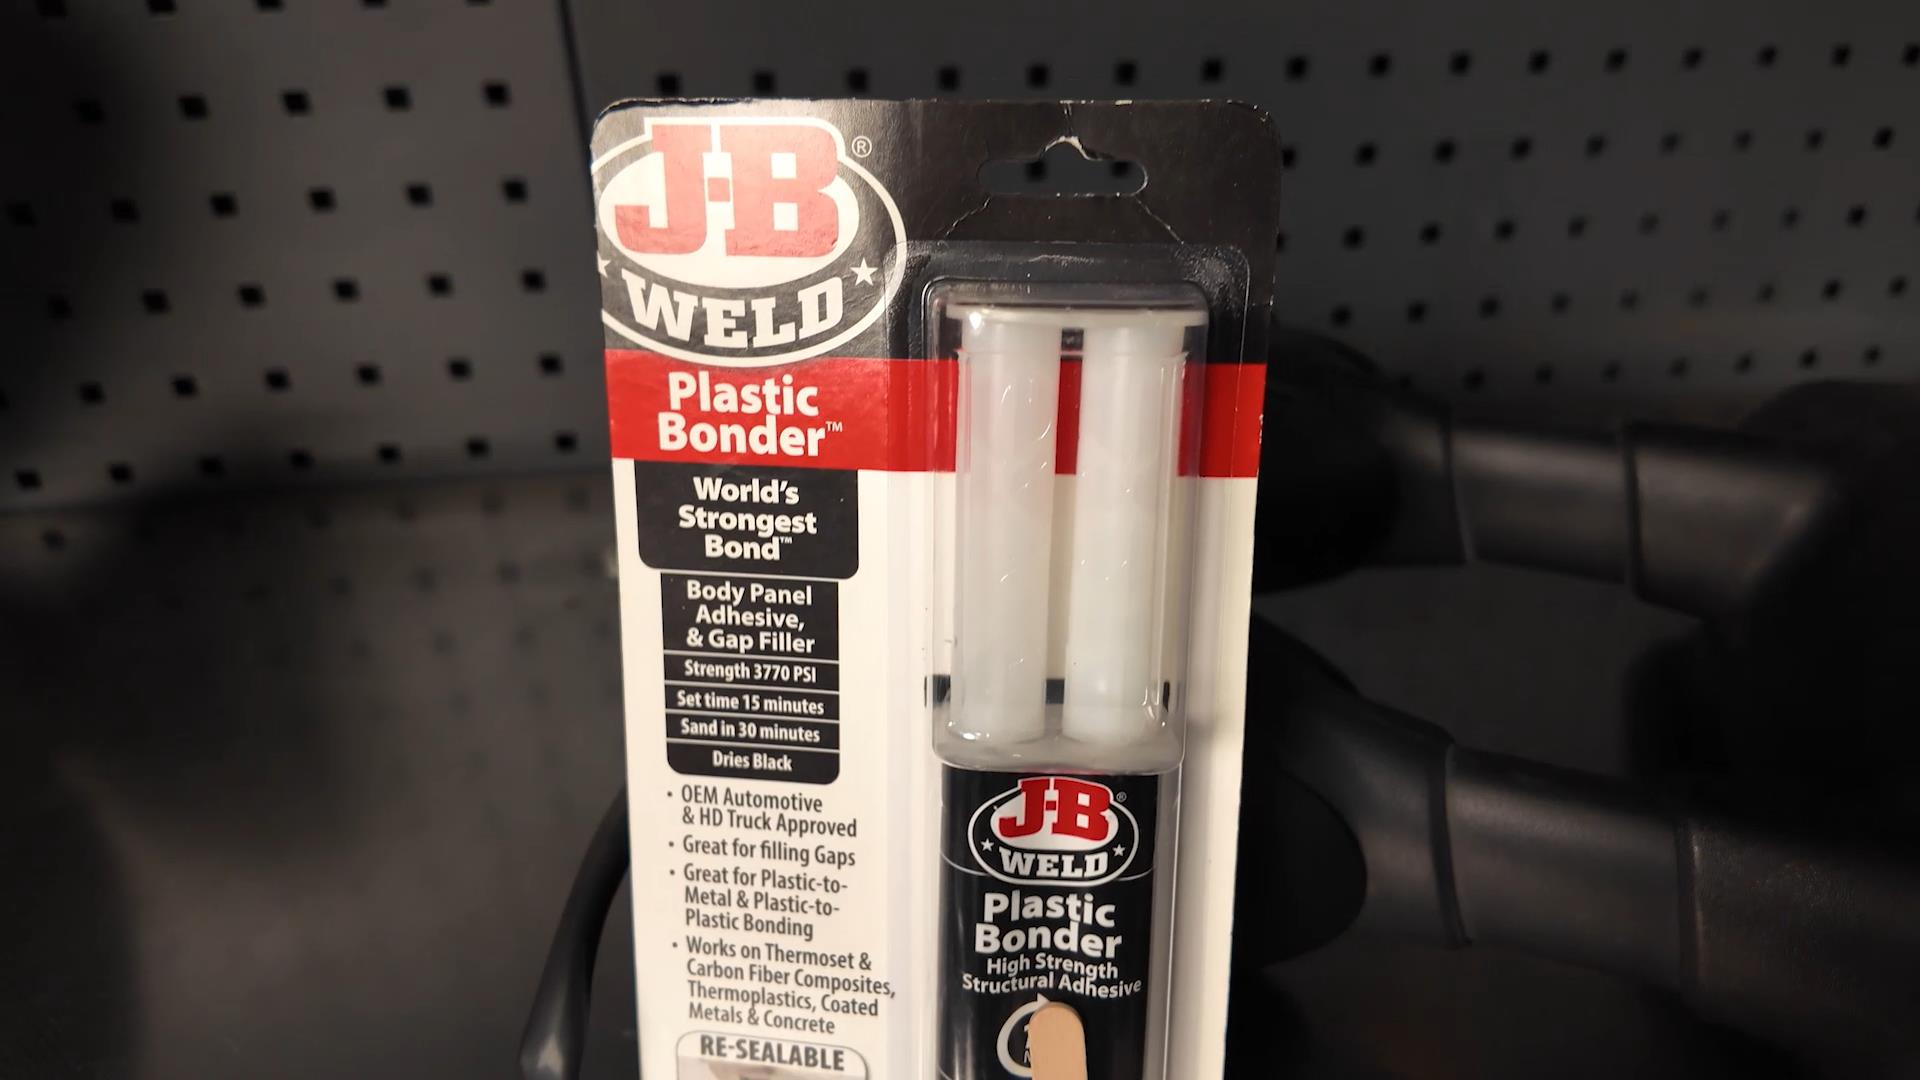 J-B
®
WELD
Plastic
Bonder™
World's
Strongest
Bond™
Body Panel
Adhesive,
& Gap Filler
Strength 3770 PSI
Set time 15 minutes
Sand in 30 minutes
Dries Black
• OEM Automotive
& HD Truck Approved
• Great for filling Gaps
• Great for Plastic-to-
Metal & Plastic-to-
Plastic Bonding
• Works on Thermoset &
Carbon Fiber Composites,
Thermoplastics, Coated
Metals & Concrete
RE-SEALABLE
J-B
®
WELD
Plastic
Bonder
High Strength
Structural Adhesive